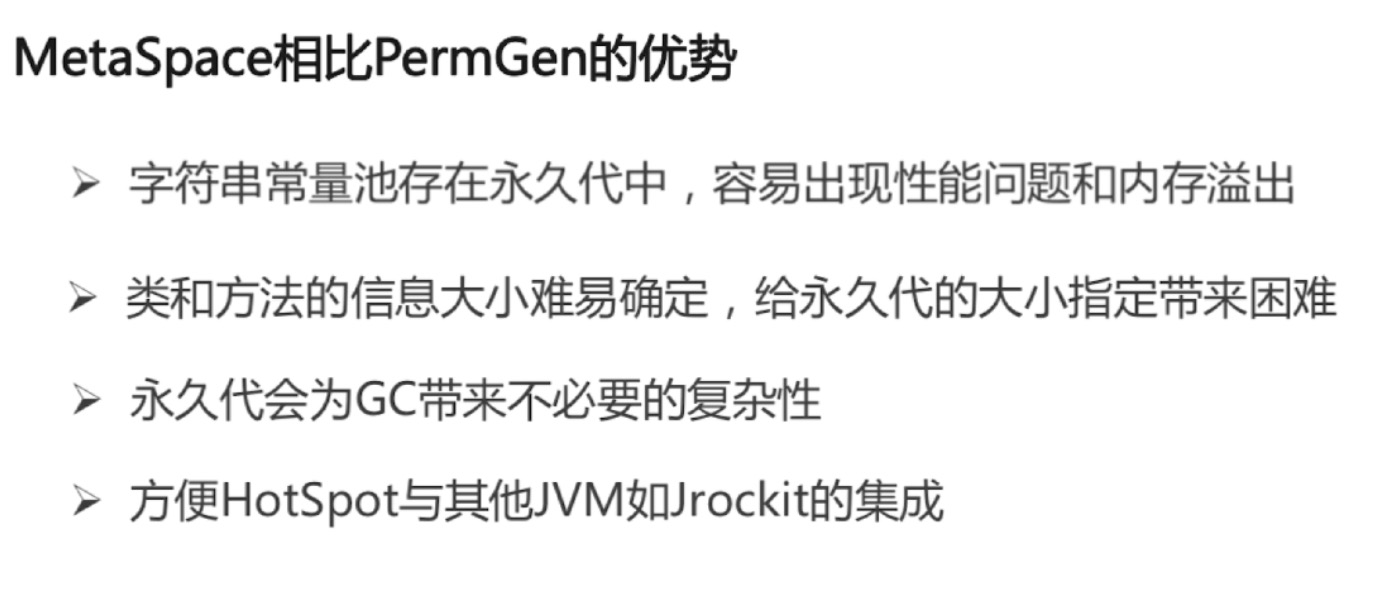 MetaSpace相比PermGen的优势
➢ 字符串常量池存在永久代中，容易出现性能问题和内存溢出
➢ 类和方法的信息大小难易确定，给永久代的大小指定带来困难
➢ 永久代会为GC带来不必要的复杂性
➢ 方便HotSpot与其他JVM如Jrockit的集成